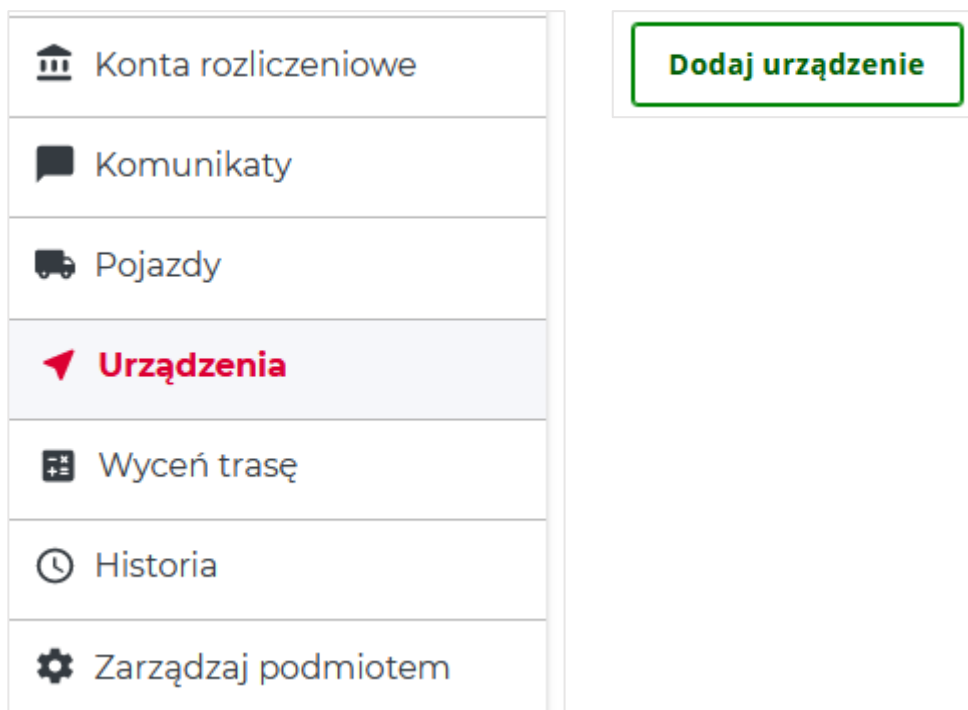 Konta rozliczeniowe
Komunikaty
Pojazdy
Urządzenia
Wyceń trasę
Historia
Zarządzaj podmiotem
Dodaj urządzenie